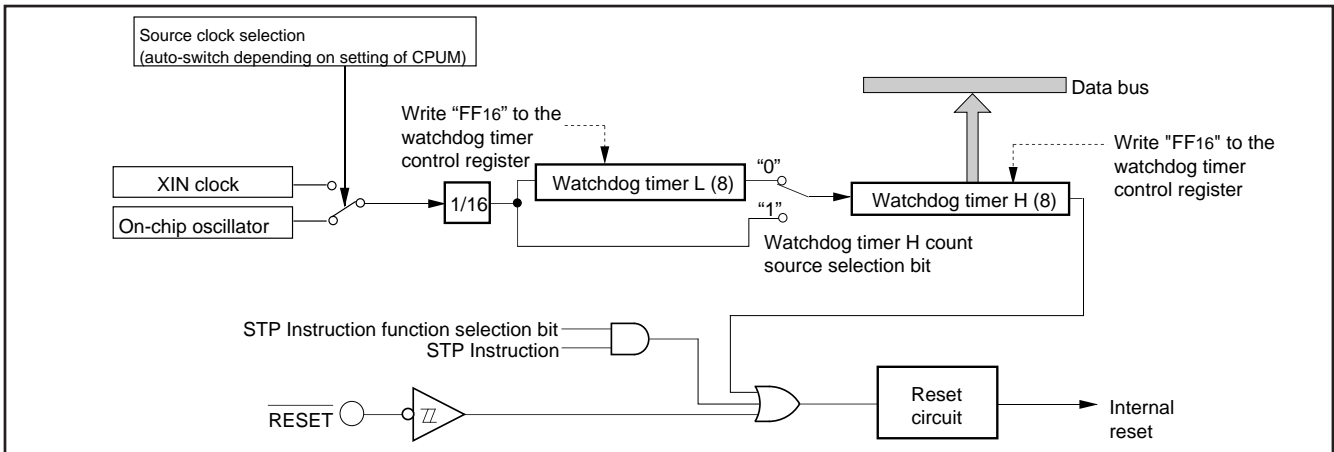 Source clock selection
(auto-switch depending on setting of CPUM)
Data bus
Write “FF16” to the
watchdog timer
control register
Write "FF16" to the
watchdog timer
control register
XIN clock
On-chip oscillator
1/16
Watchdog timer L (8)
“0”
“1”
Watchdog timer H (8)
Watchdog timer H count
source selection bit
STP Instruction function selection bit
STP Instruction
RESET
Reset
circuit
Internal
reset